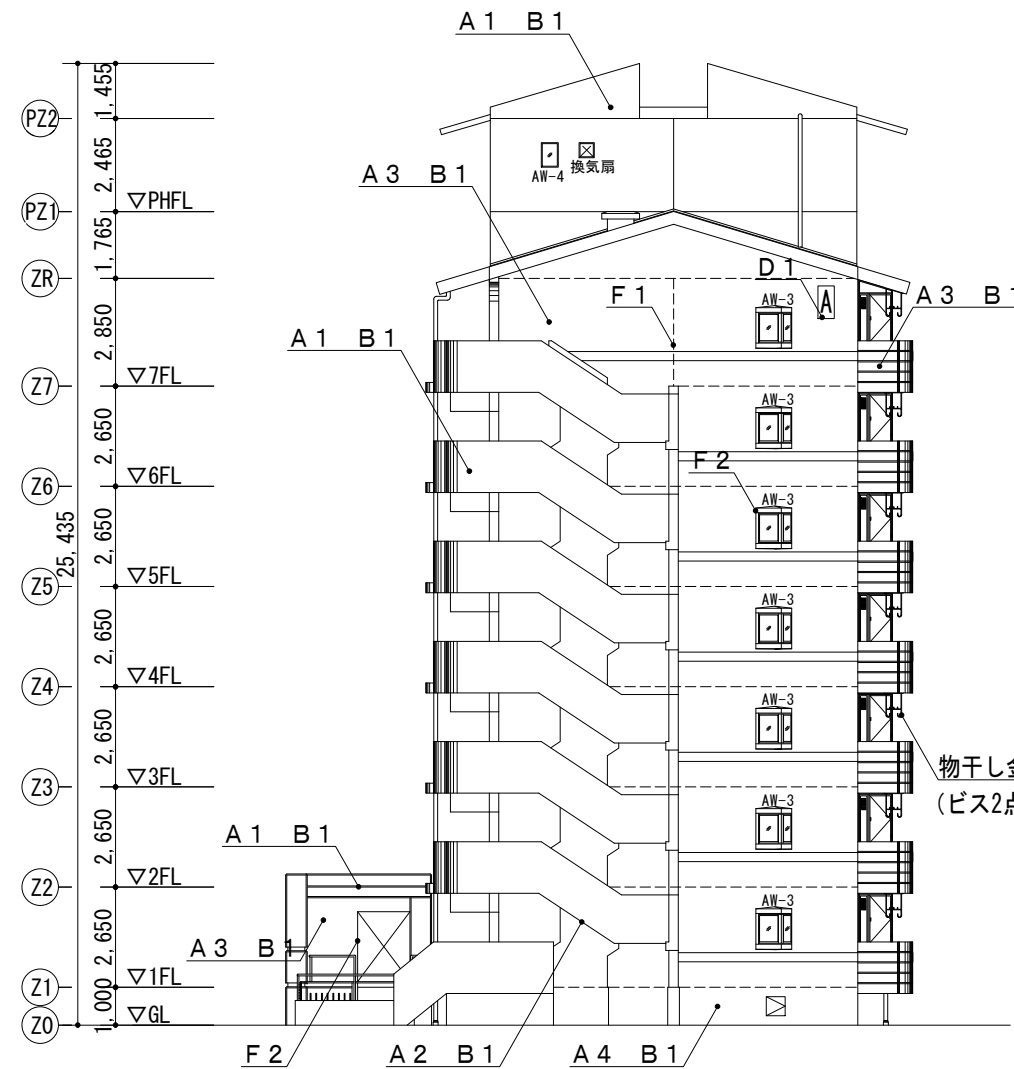 A1 B1
1,455
PZ2
2,465
AW-4
換気扇
A3 B1
PZ1
▽PHFL
1,765
ZR
D1
F1
AW-3
A
A3 B1
2,850
A1 B1
Z7
▽7FL
AW-3
2,650
F2
Z6
▽6FL
AW-3
25,435
2,650
Z5
▽5FL
AW-3
2,650
Z4
▽4FL
AW-3
2,650
物干し金
(ビス2点
Z3
▽3FL
AW-3
2,650
A1 B1
Z2
▽2FL
AW-3
2,650
A3 B1
Z1
▽1FL
1,000
Z0
▽GL
F2
A2 B1
A4 B1